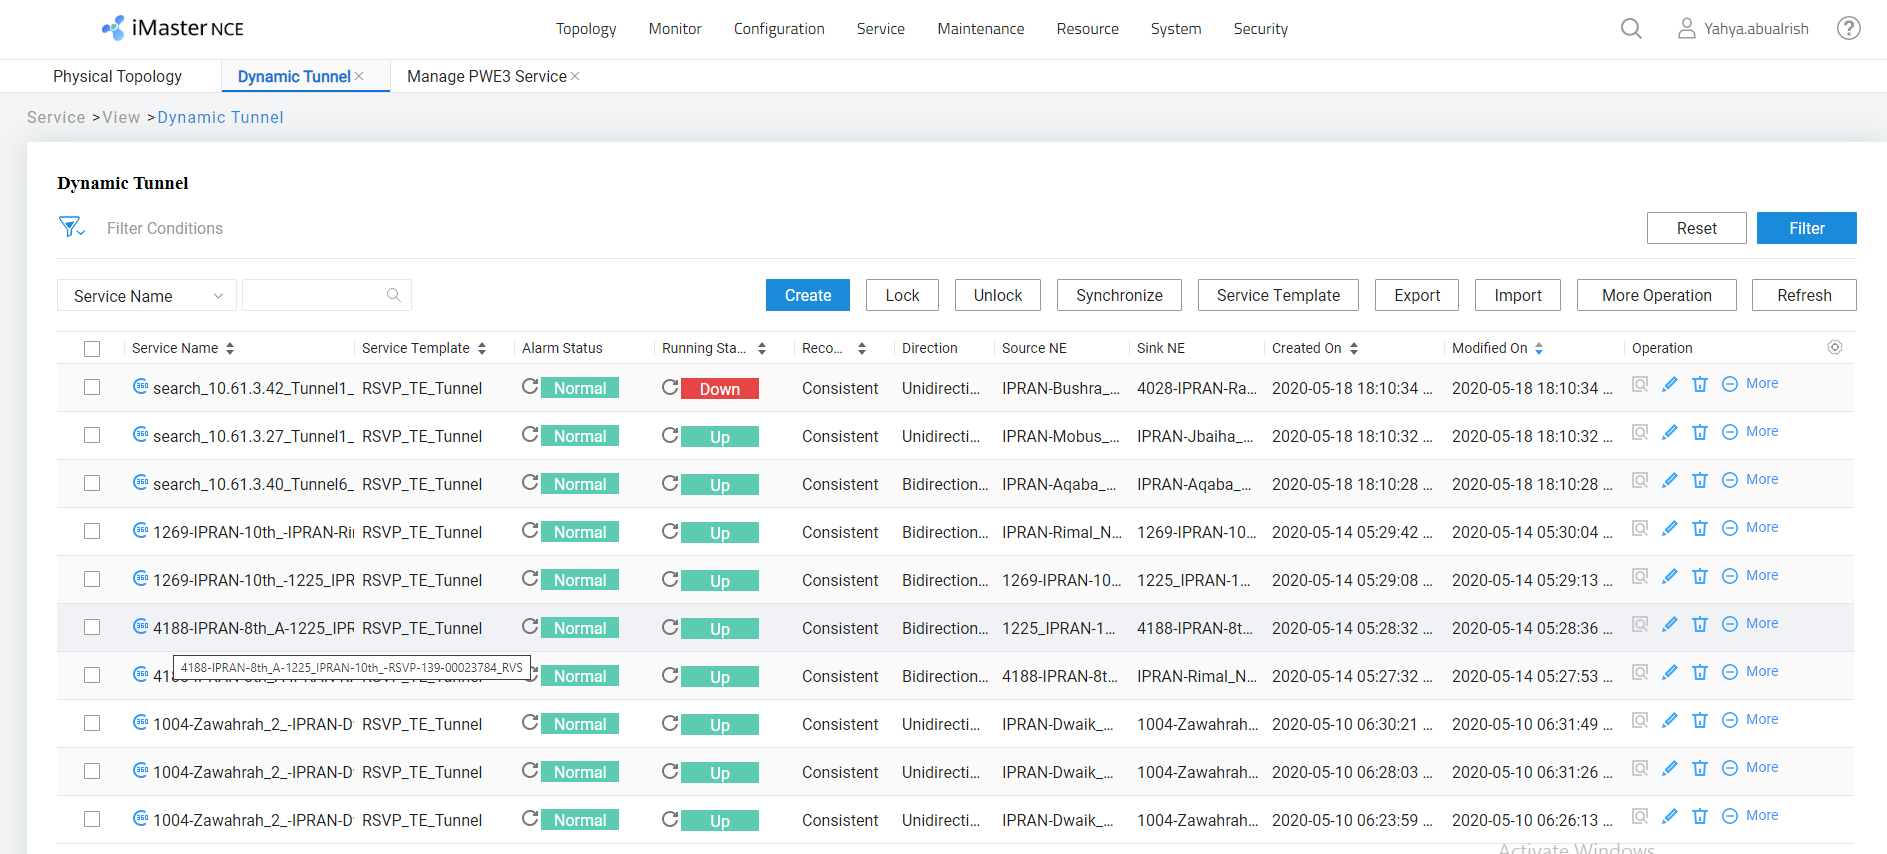 iMaster NCE
Topology Monitor Configuration Service Maintenance Resource System Security
Yahya.abualrish
Physical Topology Dynamic Tunnel Manage PWE3 Service
Service >View >Dynamic Tunnel
Dynamic Tunnel
Filter Conditions Reset Filter
Service Name Create Lock Unlock Synchronize Service Template Export Import More Operation Refresh
Service Name Service Template Alarm Status Running Sta... Reco... Direction Source NE Sink NE Created On Modified On Operation
360 search_10.61.3.42_Tunnel1_ RSVP_TE_Tunnel Normal Down Consistent Unidirecti... IPRAN-Bushra_... 4028-IPRAN-Ra... 2020-05-18 18:10:34 ... 2020-05-18 18:10:34 ... More
360 search_10.61.3.27_Tunnel1_ RSVP_TE_Tunnel Normal Up Consistent Unidirecti... IPRAN-Mobus_... IPRAN-Jbaiha_... 2020-05-18 18:10:32 ... 2020-05-18 18:10:32 ... More
360 search_10.61.3.40_Tunnel6_ RSVP_TE_Tunnel Normal Up Consistent Bidirection... IPRAN-Aqaba_... IPRAN-Aqaba_... 2020-05-18 18:10:28 ... 2020-05-18 18:10:28 ... More
360 1269-IPRAN-10th_-IPRAN-Ri RSVP_TE_Tunnel Normal Up Consistent Bidirection... IPRAN-Rimal_N... 1269-IPRAN-10... 2020-05-14 05:29:42 ... 2020-05-14 05:30:04 ... More
360 1269-IPRAN-10th_-1225_IPR RSVP_TE_Tunnel Normal Up Consistent Bidirection... 1269-IPRAN-10... 1225_IPRAN-1... 2020-05-14 05:29:08 ... 2020-05-14 05:29:13 ... More
360 4188-IPRAN-8th_A-1225_IPR RSVP_TE_Tunnel Normal Up Consistent Bidirection... 1225_IPRAN-1... 4188-IPRAN-8t... 2020-05-14 05:28:32 ... 2020-05-14 05:28:36 ... More
4188-IPRAN-8th_A-1225_IPRAN-10th_-RSVP-139-00023784_RVS
360 Normal Up Consistent Bidirection... 4188-IPRAN-8t... IPRAN-Rimal_N... 2020-05-14 05:27:32 ... 2020-05-14 05:27:53 ... More
360 1004-Zawahrah_2_-IPRAN-D RSVP_TE_Tunnel Normal Up Consistent Unidirecti... IPRAN-Dwaik_... 1004-Zawahrah... 2020-05-10 06:30:21 ... 2020-05-10 06:31:49 ... More
360 1004-Zawahrah_2_-IPRAN-D RSVP_TE_Tunnel Normal Up Consistent Unidirecti... IPRAN-Dwaik_... 1004-Zawahrah... 2020-05-10 06:28:03 ... 2020-05-10 06:31:26 ... More
360 1004-Zawahrah_2_-IPRAN-D RSVP_TE_Tunnel Normal Up Consistent Unidirecti... IPRAN-Dwaik_... 1004-Zawahrah... 2020-05-10 06:23:59 ... 2020-05-10 06:26:13 ... More
Activate Windows